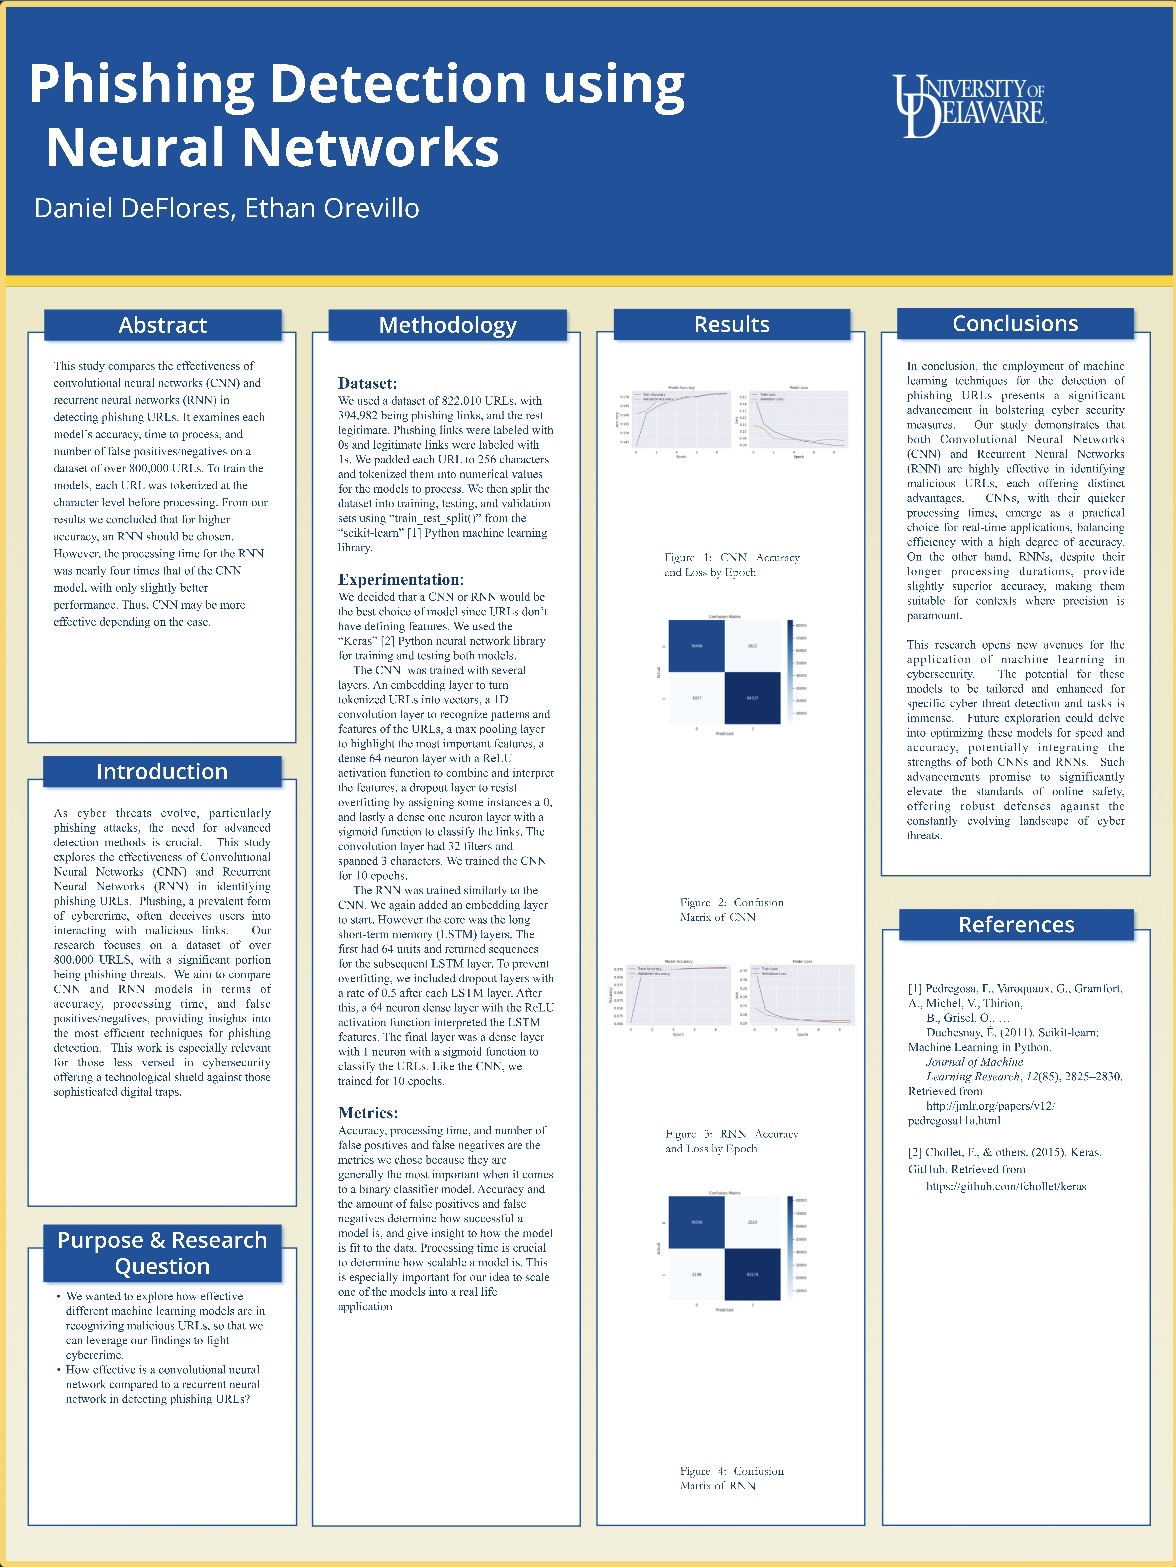 Phishing Detection using
Neural Networks
Daniel DeFlores, Ethan Orevillo
UNIVERSITY OF
DELAWARE
Abstract
This study compares the effectiveness of
convolutional neural networks (CNN) and
recurrent neural networks (RNN) in
detecting phishing URLs. It examines each
model's accuracy, time to process, and
number of false positives/negatives on a
dataset of over 800,000 URLs. To train the
models, each URL was tokenized at the
character level before processing. From our
results we concluded that for higher
accuracy, an RNN should be chosen.
However, the processing time for the RNN
was nearly four times that of the CNN
model, with only slightly better
performance. Thus, CNN may be more
effective depending on the case.
Introduction
As cyber threats evolve, particularly
phishing attacks, the need for advanced
detection methods is crucial. This study
explores the effectiveness of Convolutional
Neural Networks (CNN) and Recurrent
Neural Networks (RNN) in identifying
phishing URLs. Phishing, a prevalent form
of cybercrime, often deceives users into
interacting with malicious links. Our
research focuses on a dataset of over
800,000 URLS, with a significant portion
being phishing threats. We aim to compare
CNN and RNN models in terms of
accuracy, processing time, and false
positives/negatives, providing insights into
the most efficient techniques for phishing
detection. This work is especially relevant
for those less versed in cybersecurity
offering a technological shield against those
sophisticated digital traps.
Purpose & Research
Question
• We wanted to explore how effective
different machine learning models are in
recognizing malicious URLs, so that we
can leverage our findings to fight
cybercrime.
• How effective is a convolutional neural
network compared to a recurrent neural
network in detecting phishing URLs?
Methodology
Dataset:
We used a dataset of 822,010 URLs, with
394,982 being phishing links, and the rest
legitimate. Phishing links were labeled with
0s and legitimate links were labeled with
1s. We padded each URL to 256 characters
and tokenized them into numerical values
for the models to process. We then split the
dataset into training, testing, and validation
sets using “train_test_split()” from the
“scikit-learn” [1] Python machine learning
library.
Experimentation:
We decided that a CNN or RNN would be
the best choice of model since URLs don't
have defining features. We used the
“Keras” [2] Python neural network library
for training and testing both models.
The CNN was trained with several
layers. An embedding layer to turn
tokenized URLs into vectors, a 1D
convolution layer to recognize patterns and
features of the URLs, a max pooling layer
to highlight the most important features, a
dense 64 neuron layer with a ReLU
activation function to combine and interpret
the features, a dropout layer to resist
overfitting by assigning some instances a 0,
and lastly a dense one neuron layer with a
sigmoid function to classify the links. The
convolution layer had 32 filters and
spanned 3 characters. We trained the CNN
for 10 epochs.
The RNN was trained similarly to the
CNN. We again added an embedding layer
to start. However the core was the long
short-term memory (LSTM) layers. The
first had 64 units and returned sequences
for the subsequent LSTM layer. To prevent
overfitting, we included dropout layers with
a rate of 0.5 after each LSTM layer. After
this, a 64 neuron dense layer with the ReLU
activation function interpreted the LSTM
features. The final layer was a dense layer
with 1 neuron with a sigmoid function to
classify the URLs. Like the CNN, we
trained for 10 epochs.
Metrics:
Accuracy, processing time, and number of
false positives and false negatives are the
metrics we chose because they are
generally the most important when it comes
to a binary classifier model. Accuracy and
the amount of false positives and false
negatives determine how successful a
model is, and give insight to how the model
is fit to the data. Processing time is crucial
to determine how scalable a model is. This
is especially important for our idea to scale
one of the models into a real life
application
Results
Model Accuracy
Train Accuracy
Validation Accuracy
Epoch
Model Loss
Train Loss
Validation Loss
Epoch
Figure 1: CNN Accuracy
and Loss by Epoch
Confusion Matrix
Actual
Predicted
Figure 2: Confusion
Matrix of CNN
Model Accuracy
Train Accuracy
Validation Accuracy
Epoch
Model Loss
Train Loss
Validation Loss
Epoch
Figure 3: RNN Accuracy
and Loss by Epoch
Confusion Matrix
Actual
Predicted
Figure 4: Confusion
Matrix of RNN
Conclusions
In conclusion, the employment of machine
learning techniques for the detection of
phishing URLs presents a significant
advancement in bolstering cyber security
measures. Our study demonstrates that
both Convolutional Neural Networks
(CNN) and Recurrent Neural Networks
(RNN) are highly effective in identifying
malicious URLs, each offering distinct
advantages. CNNs, with their quicker
processing times, emerge as a practical
choice for real-time applications, balancing
efficiency with a high degree of accuracy.
On the other hand, RNNs, despite their
longer processing durations, provide
slightly superior accuracy, making them
suitable for contexts where precision is
paramount.
This research opens new avenues for the
application of machine learning in
cybersecurity. The potential for these
models to be tailored and enhanced for
specific cyber threat detection and tasks is
immense. Future exploration could delve
into optimizing these models for speed and
accuracy, potentially integrating the
strengths of both CNNs and RNNs. Such
advancements promise to significantly
elevate the standards of online safety,
offering robust defenses against the
constantly evolving landscape of cyber
threats.
References
[1] Pedregosa, F., Varoquaux, G., Gramfort,
A., Michel, V., Thirion,
B., Grisel, O., …
Duchesnay, É. (2011). Scikit-learn:
Machine Learning in Python.
Journal of Machine
Learning Research, 12(85), 2825–2830.
Retrieved from
http://jmlr.org/papers/v12/
pedregosa11a.html
[2] Chollet, F., & others. (2015). Keras.
GitHub. Retrieved from
https://github.com/fchollet/keras